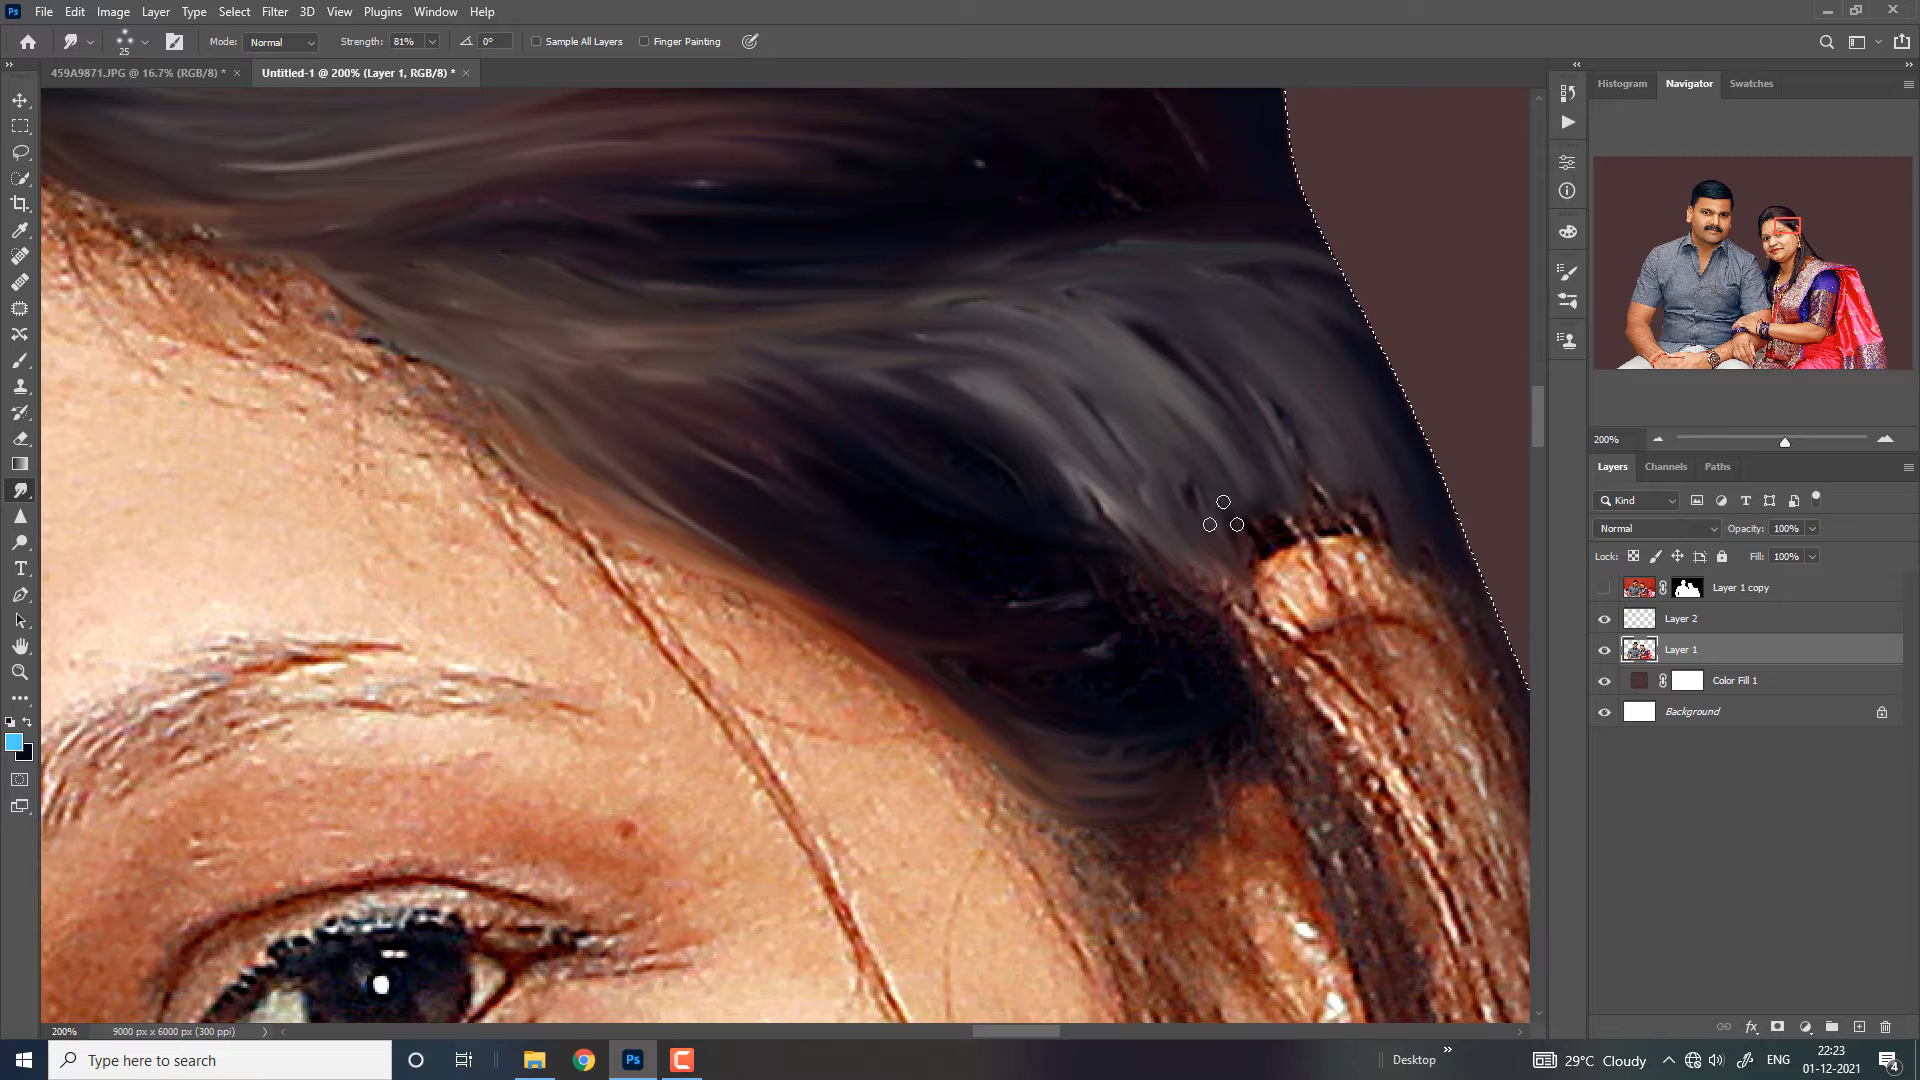 Ps File Edit Image Layer Type Select Filter 3D View Plugins Window Help
25 Mode: Normal Strength: 81% 0° Sample All Layers Finger Painting
459A9871.JPG @ 16.7% (RGB/8) * × Untitled-1 @ 200% (Layer 1, RGB/8) * ×
Histogram Navigator Swatches
200%
Layers Channels Paths
Kind
Normal Opacity: 100%
Lock: Fill: 100%
Layer 1 copy
Layer 2
Layer 1
Color Fill 1
Background
200% 9000 px x 6000 px (300 ppi)
Type here to search
Ps
Desktop
29°C Cloudy
ENG
22:23
01-12-2021
4